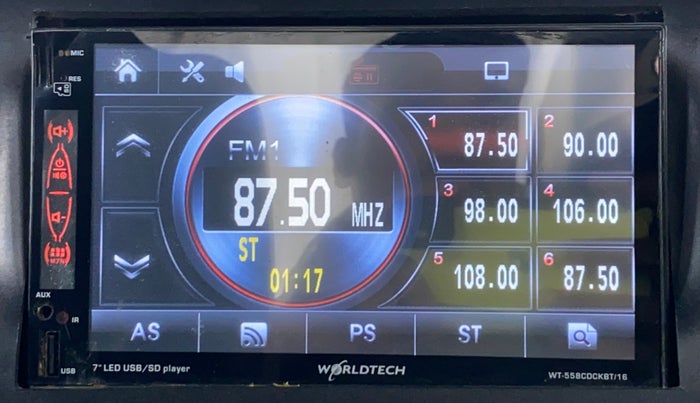 MIC
RES
FM1
87.50 MHZ
ST
01:17
1 87.50
2 90.00
3 98.00
4 106.00
5 108.00
6 87.50
AS
PS
ST
AUX
IR
USB
7" LED USB/SD player
WORLDTECH
WT-558CDCKBT/16